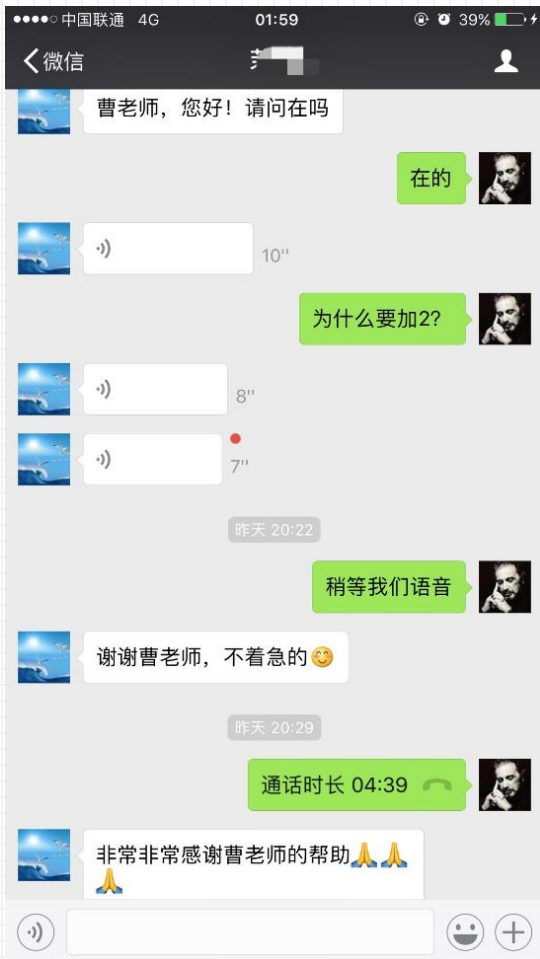 中国联通 4G 01:59 39%
微信
曹老师，您好！请问在吗
在的
10''
为什么要加2?
8''
7''
昨天 20:22
稍等我们语音
谢谢曹老师，不着急的😊
昨天 20:29
通话时长 04:39
非常非常感谢曹老师的帮助🙏🙏
🙏